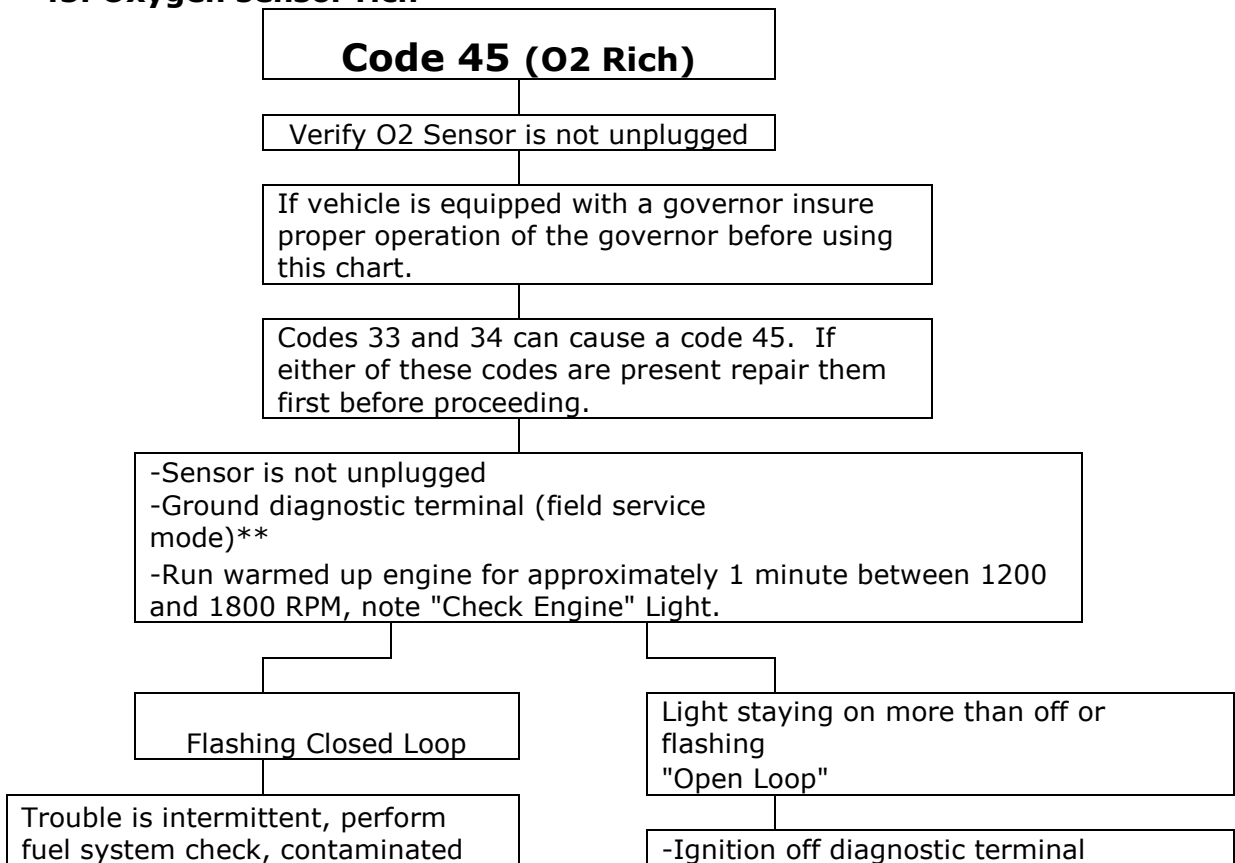 45. Oxygen sensor rich
Code 45 (O2 Rich)
Verify O2 Sensor is not unplugged
If vehicle is equipped with a governor insure
proper operation of the governor before using
this chart.
Codes 33 and 34 can cause a code 45.  If
either of these codes are present repair them
first before proceeding.
-Sensor is not unplugged
-Ground diagnostic terminal (field service
mode)**
-Run warmed up engine for approximately 1 minute between 1200
and 1800 RPM, note "Check Engine" Light.
Flashing Closed Loop
Light staying on more than off or
flashing
"Open Loop"
Trouble is intermittent, perform
fuel system check, contaminated
-Ignition off diagnostic terminal